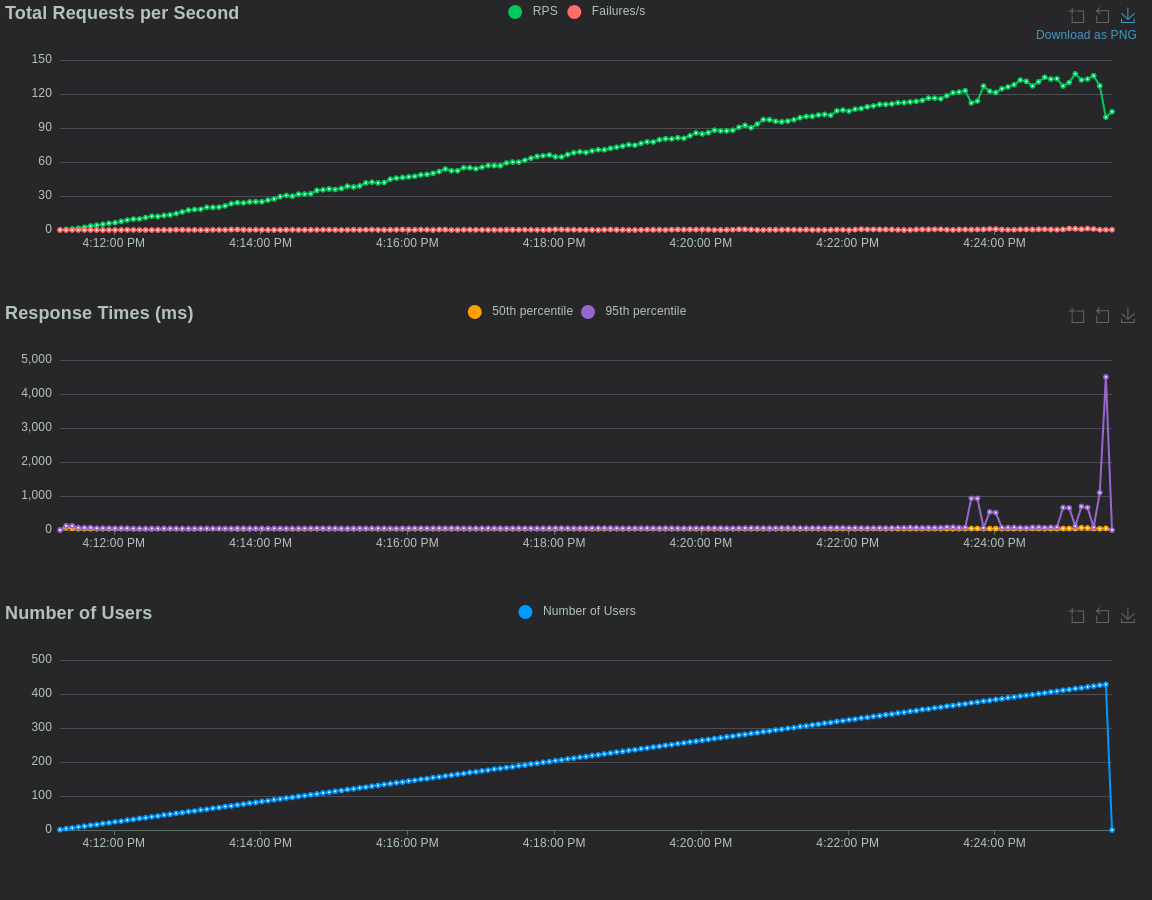 Total Requests per Second
RPS Failures/s
Download as PNG
150
120
90
60
30
0
4:12:00 PM 4:14:00 PM 4:16:00 PM 4:18:00 PM 4:20:00 PM 4:22:00 PM 4:24:00 PM
Response Times (ms)
50th percentile 95th percentile
5,000
4,000
3,000
2,000
1,000
0
4:12:00 PM 4:14:00 PM 4:16:00 PM 4:18:00 PM 4:20:00 PM 4:22:00 PM 4:24:00 PM
Number of Users
Number of Users
500
400
300
200
100
0
4:12:00 PM 4:14:00 PM 4:16:00 PM 4:18:00 PM 4:20:00 PM 4:22:00 PM 4:24:00 PM